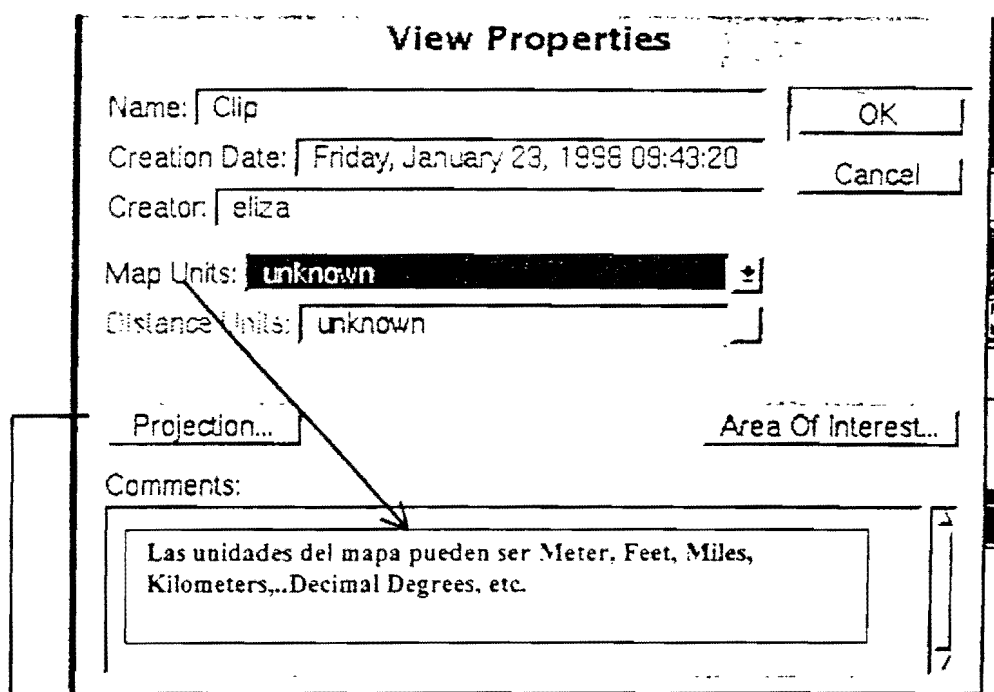 View Properties
Name: Clip
OK
Creation Date: Friday, January 23, 1998 09:43:20
Cancel
Creator: eliza
Map Units: unknown
Distance Units: unknown
Projection...
Area Of Interest...
Comments:
Las unidades del mapa pueden ser Meter, Feet, Miles,
Kilometers,..Decimal Degrees, etc.